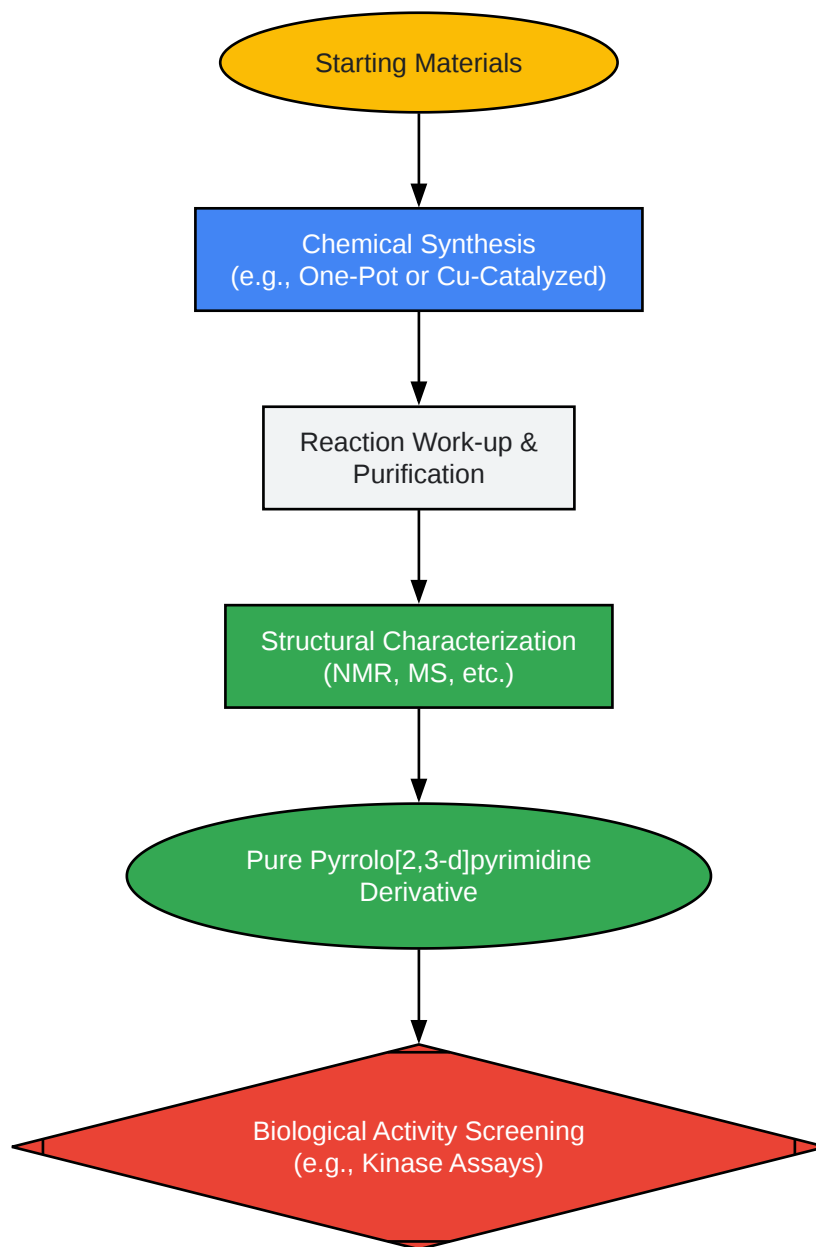 Starting Materials
Chemical Synthesis
(e.g., One-Pot or Cu-Catalyzed)
Reaction Work-up &
Purification
Structural Characterization
(NMR, MS, etc.)
Pure Pyrrolo[2,3-d]pyrimidine
Derivative
Biological Activity Screening
(e.g., Kinase Assays)